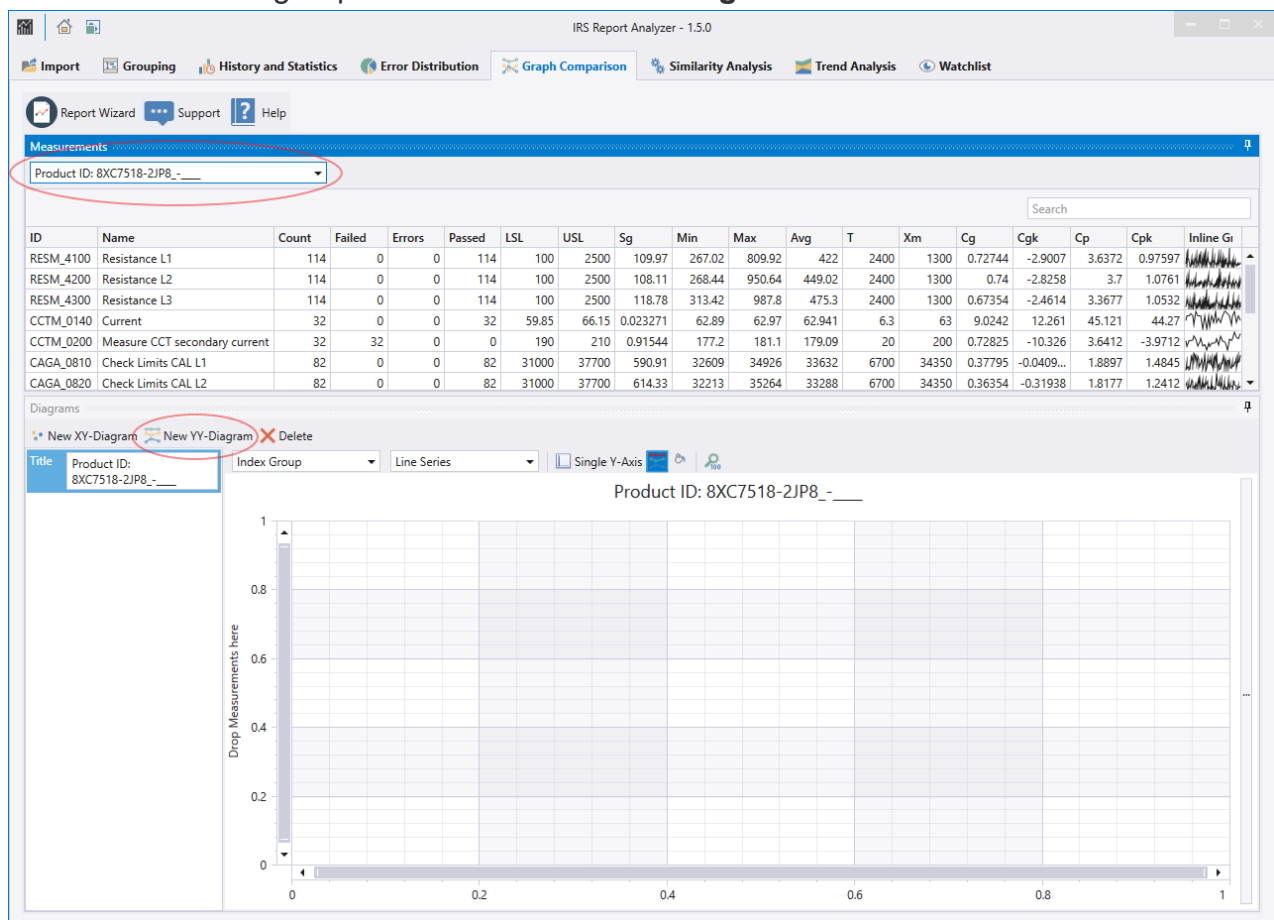 IRS Report Analyzer - 1.5.0
Import Grouping History and Statistics Error Distribution Graph Comparison Similarity Analysis Trend Analysis Watchlist
Report Wizard Support Help
Measurements
Product ID: 8XC7518-2JP8_-___
Search
ID Name Count Failed Errors Passed LSL USL Sg Min Max Avg T Xm Cg Cgk Cp Cpk Inline Gr
RESM_4100 Resistance L1 114 0 0 114 100 2500 109.97 267.02 809.92 422 2400 1300 0.72744 -2.9007 3.6372 0.97597
RESM_4200 Resistance L2 114 0 0 114 100 2500 108.11 268.44 950.64 449.02 2400 1300 0.74 -2.8258 3.7 1.0761
RESM_4300 Resistance L3 114 0 0 114 100 2500 118.78 313.42 987.8 475.3 2400 1300 0.67354 -2.4614 3.3677 1.0532
CCTM_0140 Current 32 0 0 32 59.85 66.15 0.023271 62.89 62.97 62.941 6.3 63 9.0242 12.261 45.121 44.27
CCTM_0200 Measure CCT secondary current 32 32 0 0 190 210 0.91544 177.2 181.1 179.09 20 200 0.72825 -10.326 3.6412 -3.9712
CAGA_0810 Check Limits CAL L1 82 0 0 82 31000 37700 590.91 32609 34926 33632 6700 34350 0.37795 -0.0409... 1.8897 1.4845
CAGA_0820 Check Limits CAL L2 82 0 0 82 31000 37700 614.33 32213 35264 33288 6700 34350 0.36354 -0.31938 1.8177 1.2412
Diagrams
New XY-Diagram New YY-Diagram Delete
Title Product ID:
8XC7518-2JP8_-___
Index Group Line Series Single Y-Axis 100
Product ID: 8XC7518-2JP8_-___
1
0.8
0.6
0.4
0.2
0
Drop Measurements here
0 0.2 0.4 0.6 0.8 1